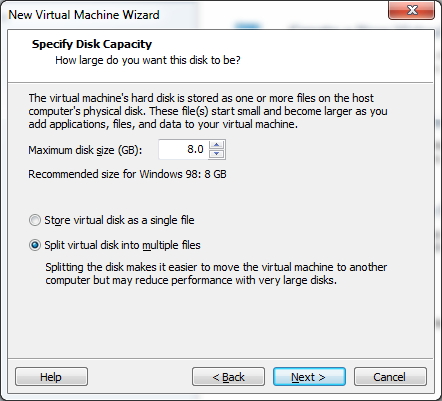 New Virtual Machine Wizard
Specify Disk Capacity
How large do you want this disk to be?
The virtual machine's hard disk is stored as one or more files on the host
computer's physical disk. These file(s) start small and become larger as you
add applications, files, and data to your virtual machine.
Maximum disk size (GB): 8.0
Recommended size for Windows 98: 8 GB
Store virtual disk as a single file
Split virtual disk into multiple files
Splitting the disk makes it easier to move the virtual machine to another
computer but may reduce performance with very large disks.
Help < Back Next > Cancel